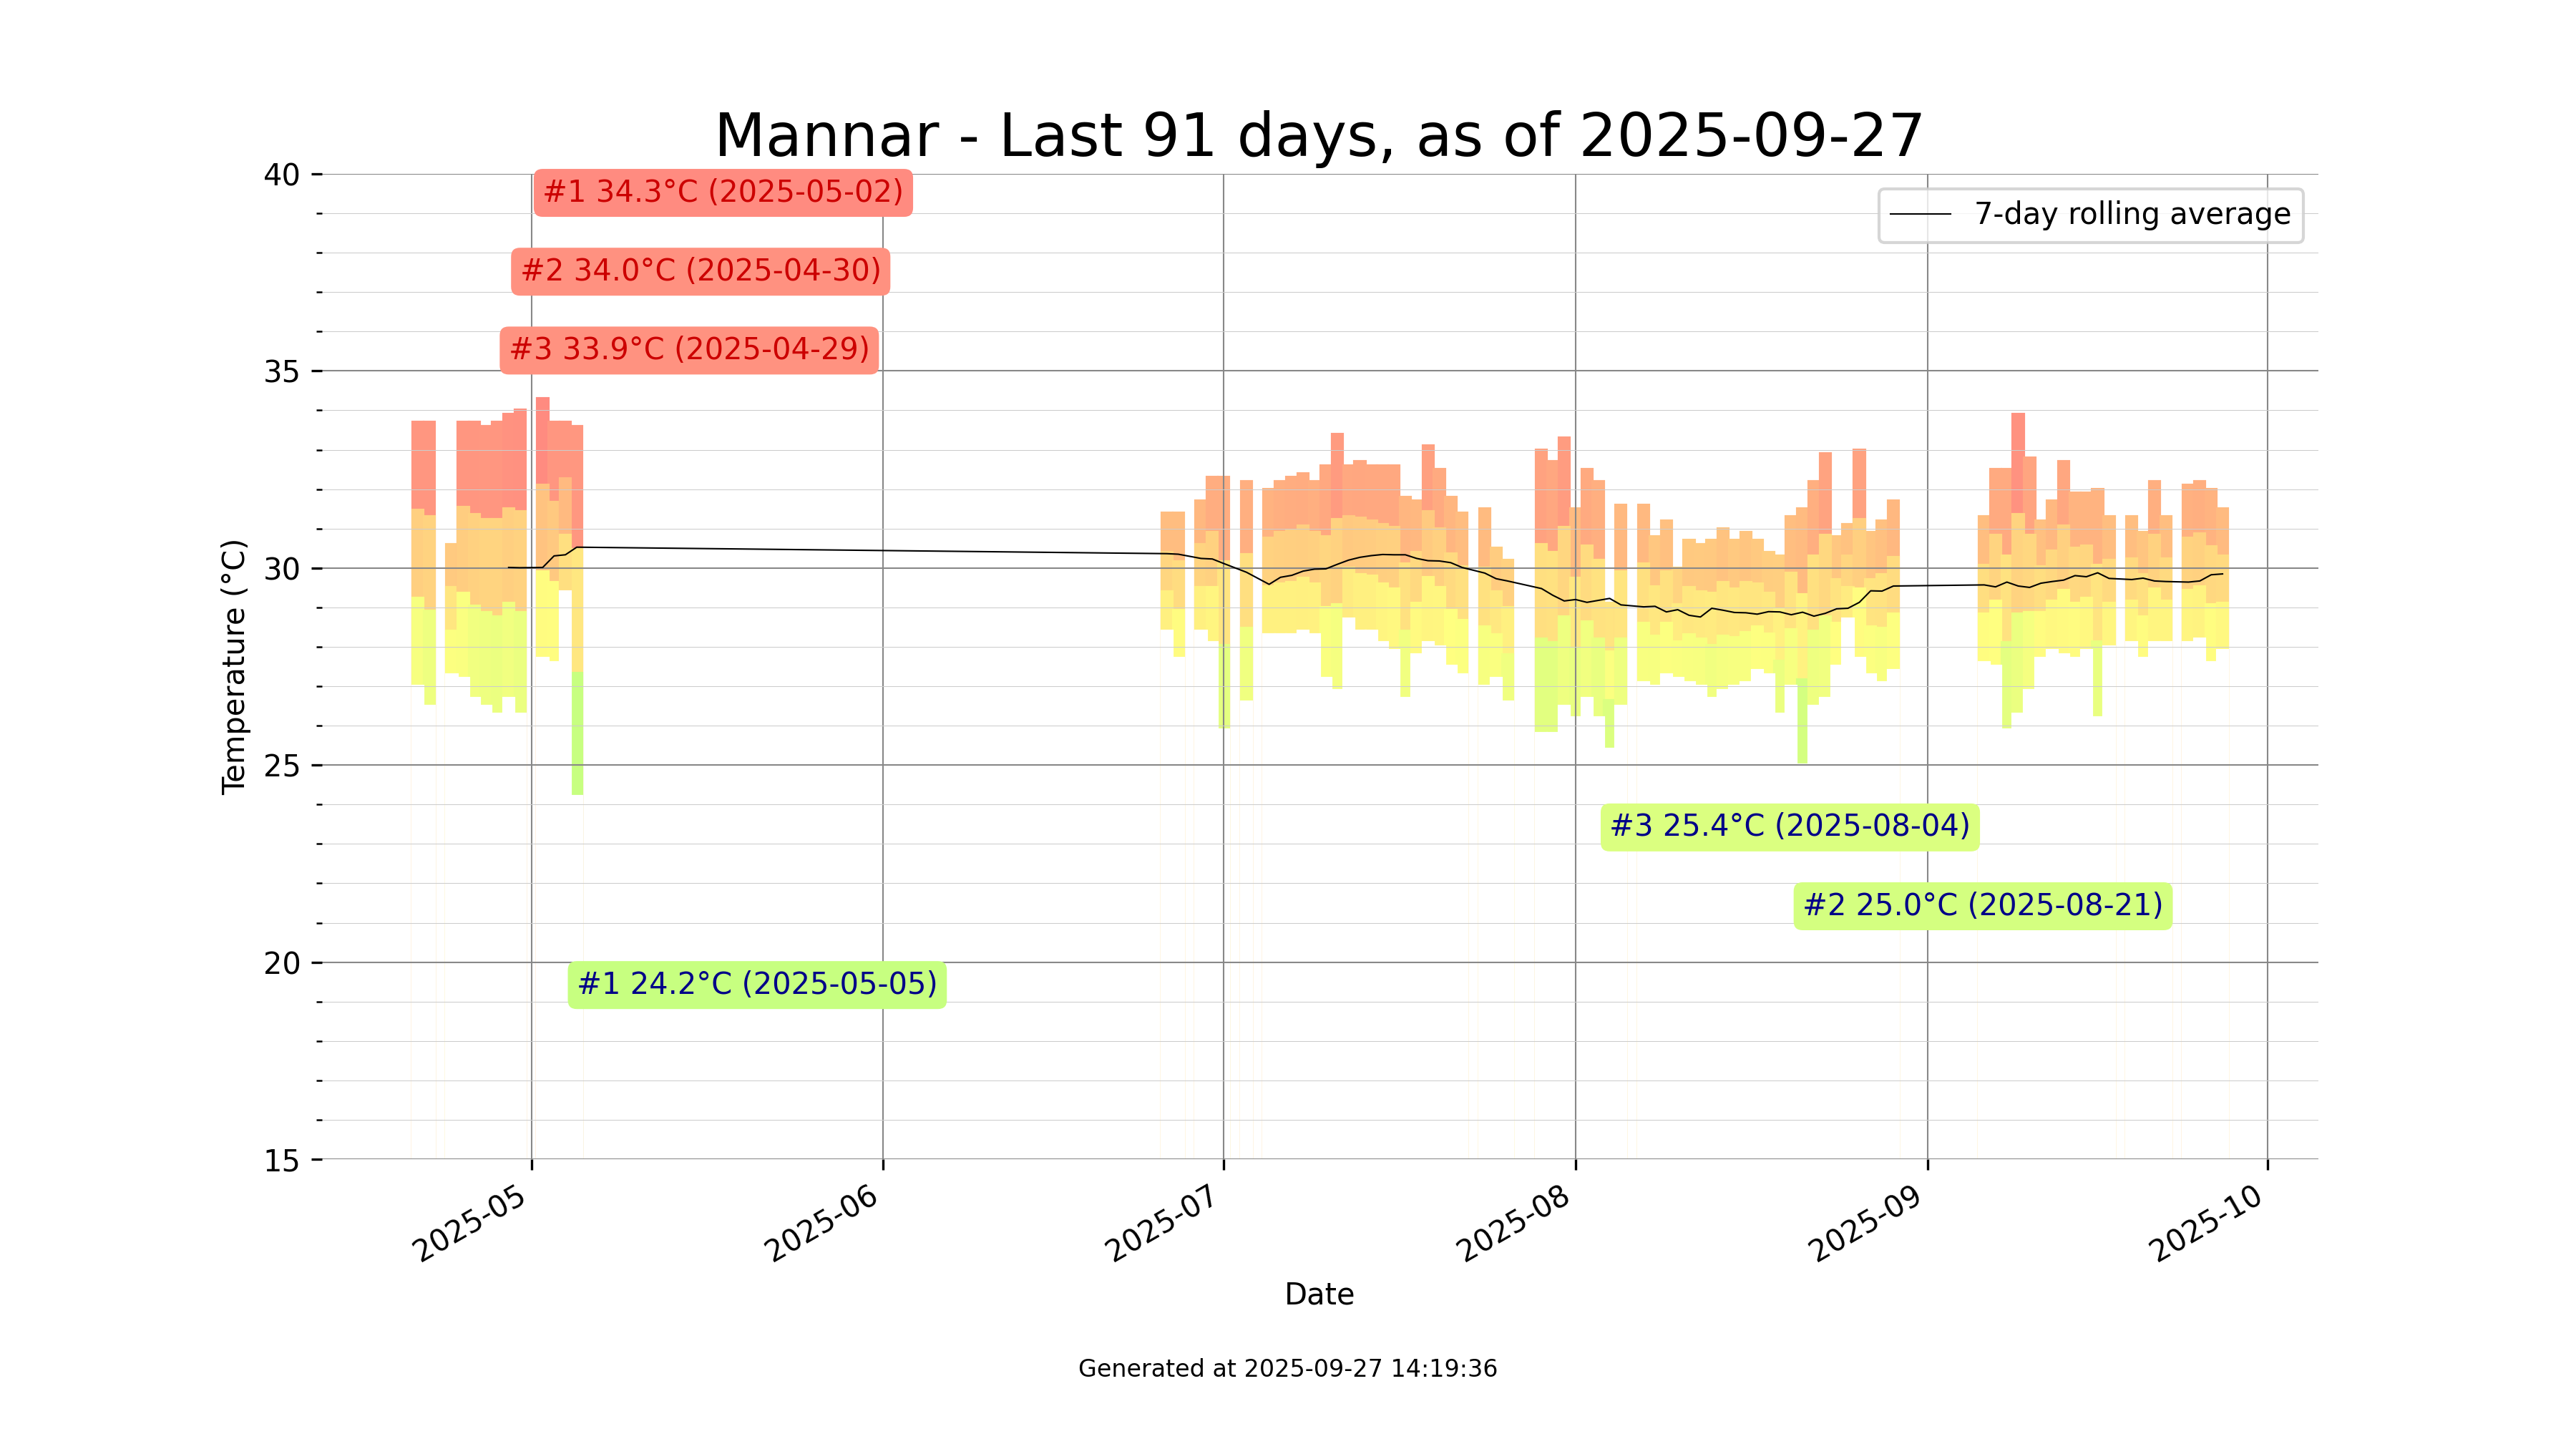 Mannar - Last 91 days, as of 2025-09-27
40
35
30
25
20
15
Temperature (°C)
#1 34.3°C (2025-05-02)
#2 34.0°C (2025-04-30)
#3 33.9°C (2025-04-29)
7-day rolling average
#3 25.4°C (2025-08-04)
#2 25.0°C (2025-08-21)
#1 24.2°C (2025-05-05)
2025-05
2025-06
2025-07
2025-08
2025-09
2025-10
Date
Generated at 2025-09-27 14:19:36